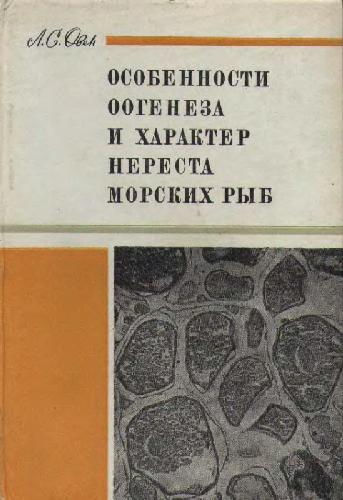 Л.С. Овен
ОСОБЕННОСТИ
ООГЕНЕЗА
И ХАРАКТЕР
НЕРЕСТА
МОРСКИХ РЫБ